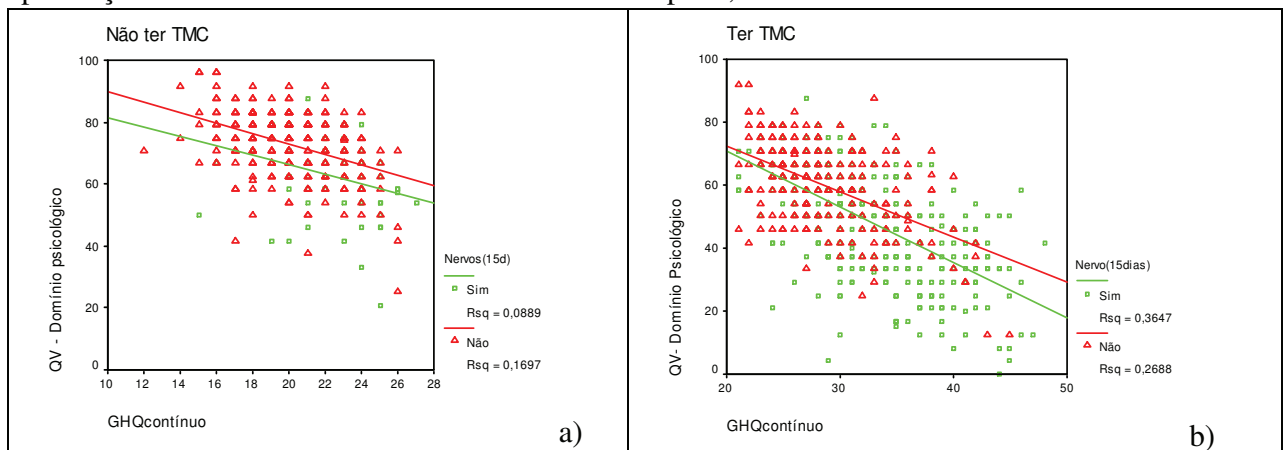 Não ter TMC
100
80
60
40
20
0
QV - Domínio psicológico
10 12 14 16 18 20 22 24 26 28
GHQcontínuo
Nervos(15d)
Sim
Rsq = 0,0889
Não
Rsq = 0,1697
a)
Ter TMC
100
80
60
40
20
0
QV- Domínio Psicológico
20 30 40 50
GHQcontínuo
Nervo(15dias)
Sim
Rsq = 0,3647
Não
Rsq = 0,2688
b)